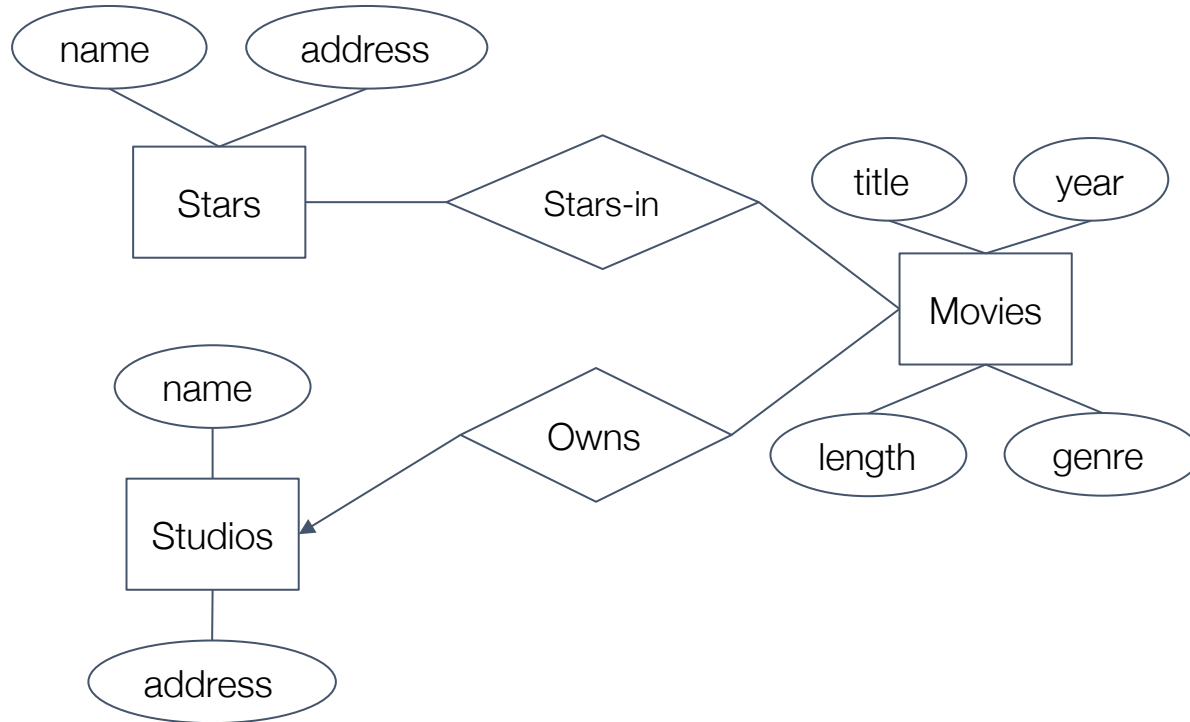 name
address
Stars
Stars-in
title
year
Movies
name
Owns
length
genre
Studios
address